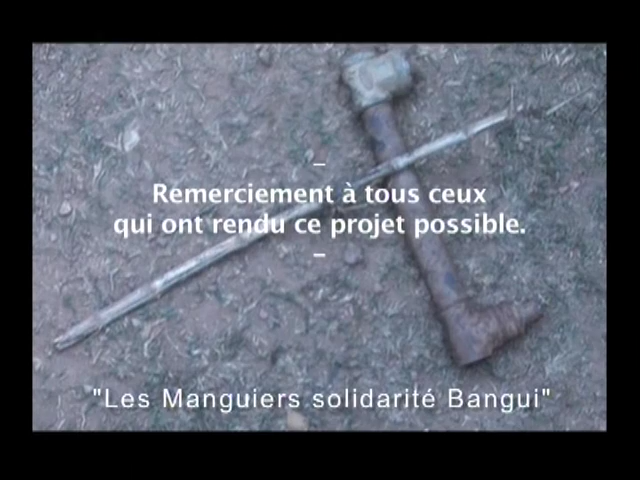 –
Remerciement à tous ceux
qui ont rendu ce projet possible.
–
"Les Manguiers solidarité Bangui"